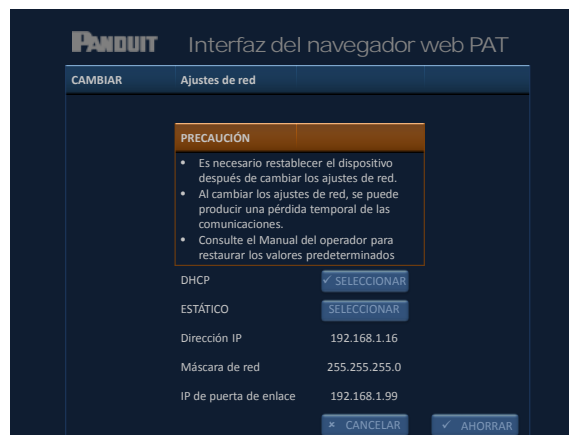 PANDUIT Interfaz del navegador web PAT
CAMBIAR Ajustes de red
PRECAUCIÓN
• Es necesario restablecer el dispositivo
después de cambiar los ajustes de red.
• Al cambiar los ajustes de red, se puede
producir una pérdida temporal de las
comunicaciones.
• Consulte el Manual del operador para
restaurar los valores predeterminados
DHCP ✓ SELECCIONAR
ESTÁTICO SELECCIONAR
Dirección IP 192.168.1.16
Máscara de red 255.255.255.0
IP de puerta de enlace 192.168.1.99
× CANCELAR ✓ AHORRAR